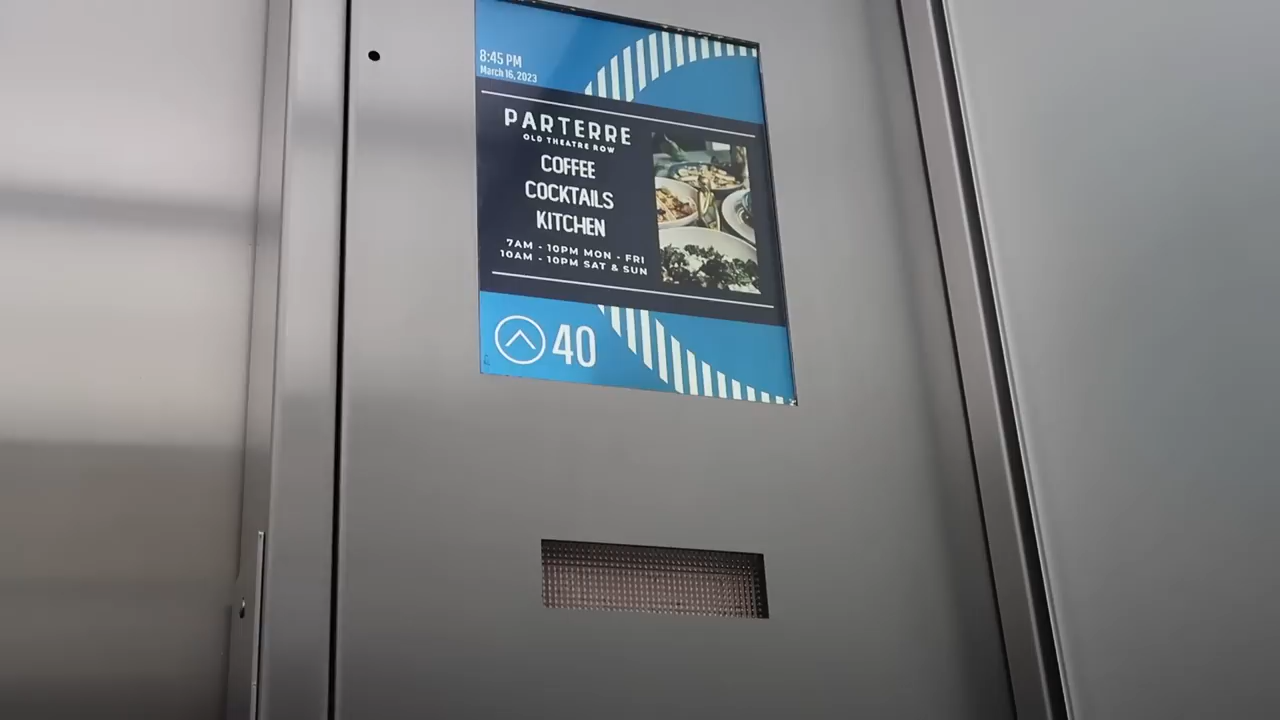 8:45 PM
March 16, 2023
PARTERRE
OLD THEATRE ROW
COFFEE
COCKTAILS
KITCHEN
7AM - 10PM MON - FRI
10AM - 10PM SAT & SUN
40